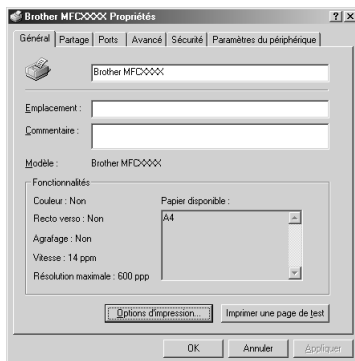 Brother MFCXXXX Propriétés
Général Partage Ports Avancé Sécurité Paramètres du périphérique
Brother MFCXXXX
Emplacement :
Commentaire :
Modèle : Brother MFCXXXX
Fonctionnalités
Couleur : Non
Papier disponible :
Recto verso : Non
A4
Agrafage : Non
Vitesse : 14 ppm
Résolution maximale : 600 ppp
Options d'impression...
Imprimer une page de test
OK Annuler Appliquer